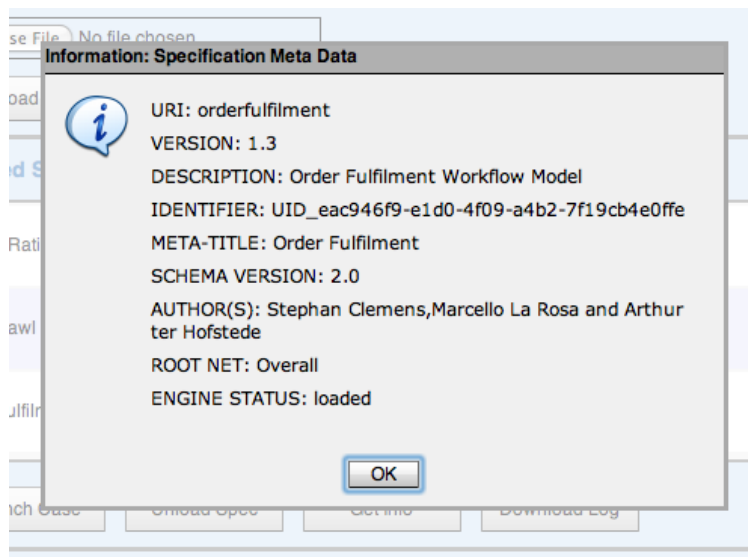 No file chosen
Information: Specification Meta Data
URI: orderfulfilment
VERSION: 1.3
DESCRIPTION: Order Fulfilment Workflow Model
IDENTIFIER: UID_eac946f9-e1d0-4f09-a4b2-7f19cb4e0ffe
META-TITLE: Order Fulfilment
SCHEMA VERSION: 2.0
AUTHOR(S): Stephan Clemens,Marcello La Rosa and Arthur
ter Hofstede
ROOT NET: Overall
ENGINE STATUS: loaded
OK
Unload Spec
Get Info
Download Log